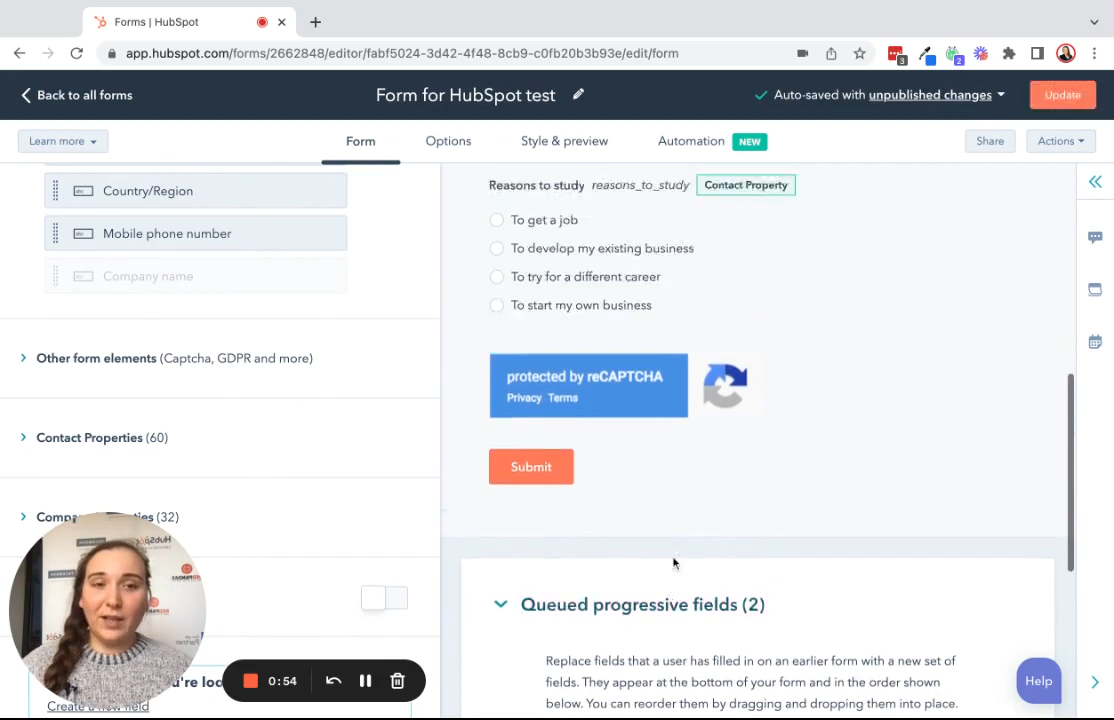 Forms | HubSpot
app.hubspot.com/forms/2662848/editor/fabf5024-3d42-4f48-8cb9-c0fb20b3b93e/edit/form
3
2
Back to all forms
Form for HubSpot test
Auto-saved with unpublished changes
Update
Learn more
Form
Options
Style & preview
Automation NEW
Share
Actions
Country/Region
Mobile phone number
Company name
Other form elements (Captcha, GDPR and more)
Contact Properties (60)
(32)
Create a new field
Reasons to study reasons_to_study Contact Property
To get a job
To develop my existing business
To try for a different career
To start my own business
protected by reCAPTCHA
Privacy Terms
Submit
Queued progressive fields (2)
Replace fields that a user has filled in on an earlier form with a new set of
fields. They appear at the bottom of your form and in the order shown
below. You can reorder them by dragging and dropping them into place.
0:54
Help